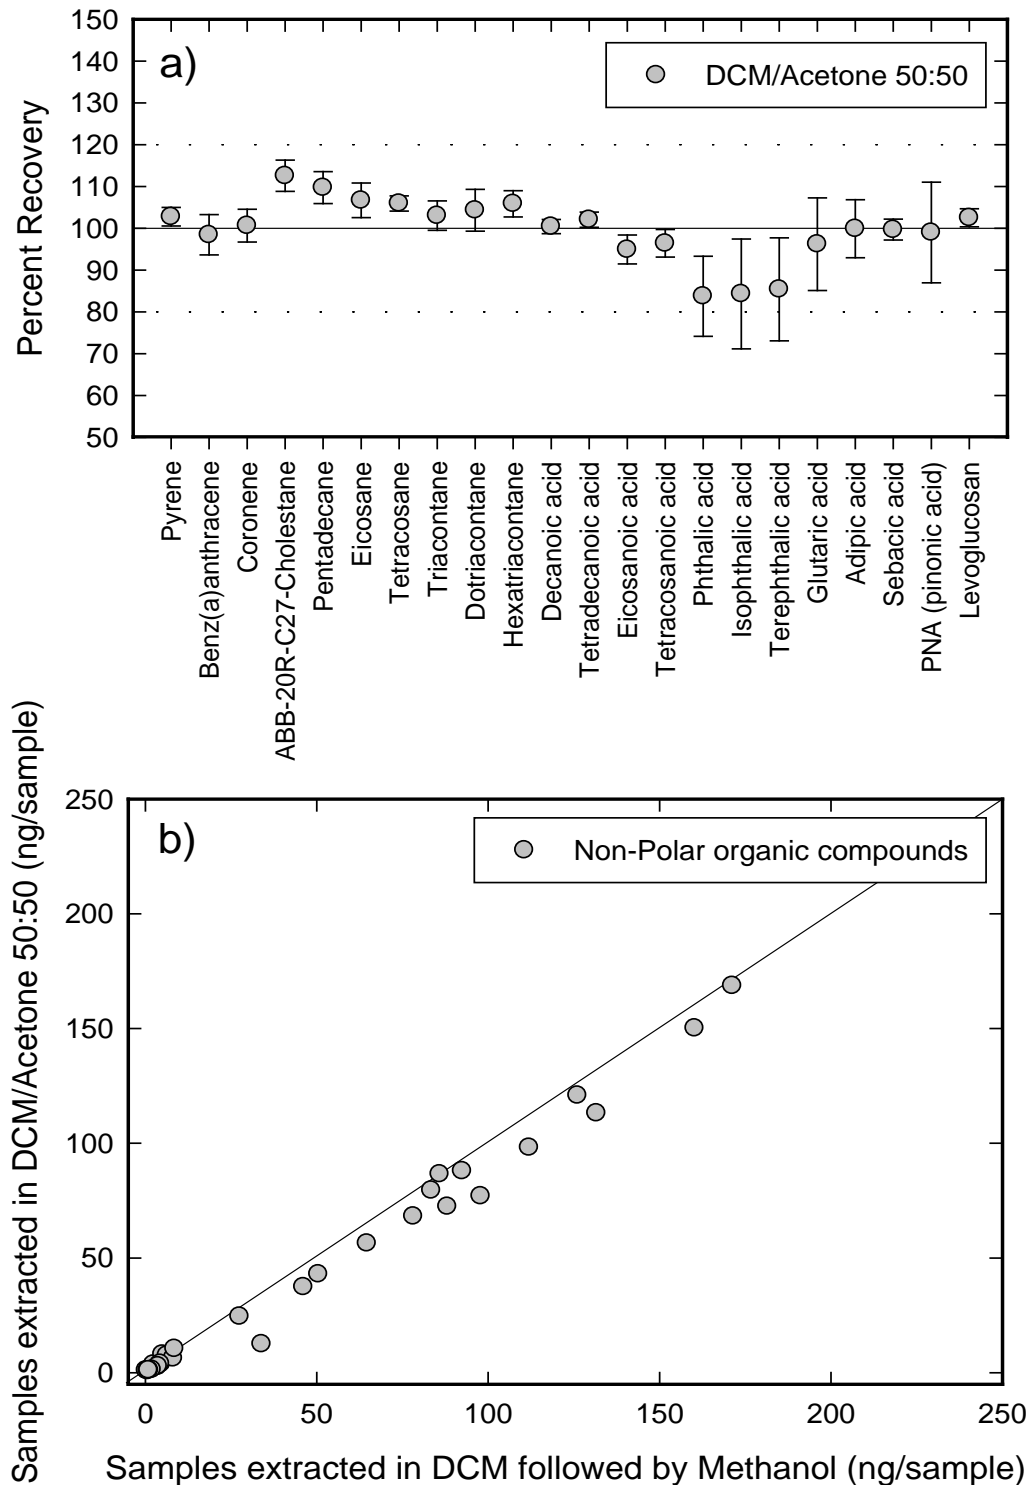 a)
DCM/Acetone 50:50
Percent Recovery
150
140
130
120
110
100
90
80
70
60
50
Pyrene
Benz(a)anthracene
Coronene
ABB-20R-C27-Cholestane
Pentadecane
Eicosane
Tetracosane
Triacontane
Dotriacontane
Hexatriacontane
Decanoic acid
Tetradecanoic acid
Eicosanoic acid
Tetracosanoic acid
Phthalic acid
Isophthalic acid
Terephthalic acid
Glutaric acid
Adipic acid
Sebacic acid
PNA (pinonic acid)
Levoglucosan
b)
Non-Polar organic compounds
Samples extracted in DCM/Acetone 50:50 (ng/sample)
250
200
150
100
50
0
0 50 100 150 200 250
Samples extracted in DCM followed by Methanol (ng/sample)